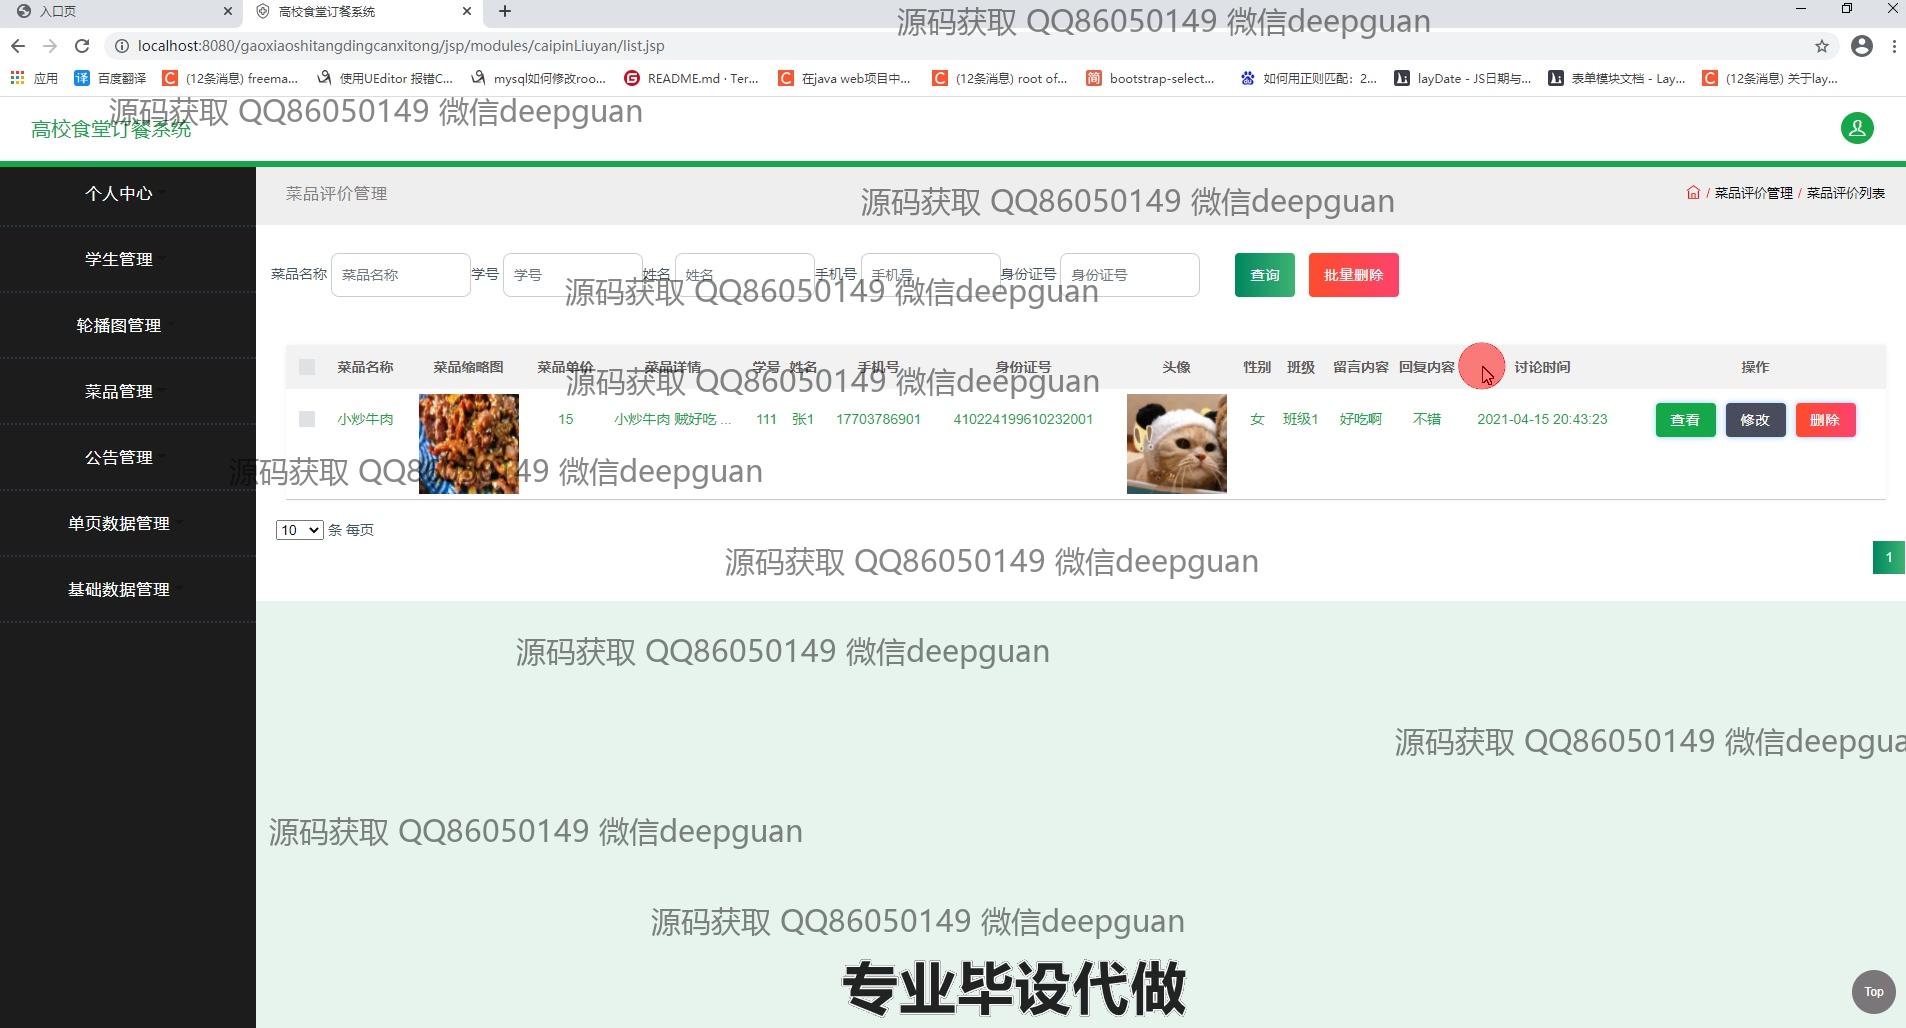 入口页
高校食堂订餐系统
源码获取 QQ86050149 微信deepguan
localhost:8080/gaoxiaoshitangdingcanxitong/jsp/modules/caipinLiuyan/list.jsp
应用 百度翻译 (12条消息) freema... 使用UEditor 报错C... mysql如何修改roo... README.md · Ter... 在java web项目中... (12条消息) root of... bootstrap-select... 如何用正则匹配：2... layDate - JS日期与... 表单模块文档 - Lay... (12条消息) 关于lay...
源码获取 QQ86050149 微信deepguan
高校食堂订餐系统
个人中心
学生管理
轮播图管理
菜品管理
公告管理
单页数据管理
基础数据管理
菜品评价管理
源码获取 QQ86050149 微信deepguan
/ 菜品评价管理 / 菜品评价列表
菜品名称 菜品名称 学号 学号 姓名 姓名 手机号 手机号 身份证号 身份证号 查询 批量删除
源码获取 QQ86050149 微信deepguan
菜品名称 菜品缩略图 菜品单价 菜品详情 学号 姓名 手机号 身份证号 头像 性别 班级 留言内容 回复内容 讨论时间 操作
源码获取 QQ86050149 微信deepguan
小炒牛肉 15 小炒牛肉 贼好吃 ... 111 张1 17703786901 410224199610232001 女 班级1 好吃啊 不错 2021-04-15 20:43:23 查看 修改 删除
源码获取 QQ86050149 微信deepguan
10 条 每页
1
源码获取 QQ86050149 微信deepguan
源码获取 QQ86050149 微信deepguan
源码获取 QQ86050149 微信deepgua
源码获取 QQ86050149 微信deepguan
源码获取 QQ86050149 微信deepguan
专业毕设代做
Top